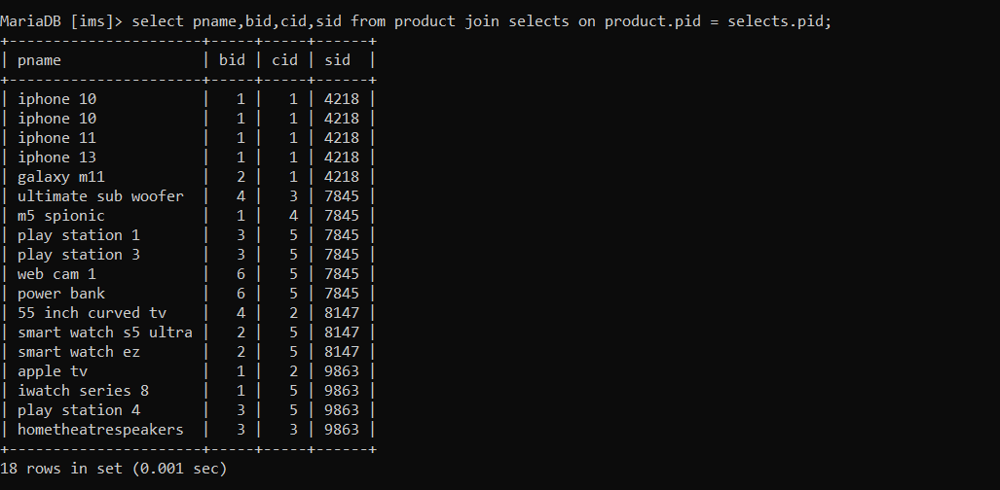 MariaDB [ims]> select pname,bid,cid,sid from product join selects on product.pid = selects.pid;
+----------------------+-----+-----+------+
| pname                | bid | cid | sid  |
+----------------------+-----+-----+------+
| iphone 10            |   1 |   1 | 4218 |
| iphone 10            |   1 |   1 | 4218 |
| iphone 11            |   1 |   1 | 4218 |
| iphone 13            |   1 |   1 | 4218 |
| galaxy m11           |   2 |   1 | 4218 |
| ultimate sub woofer  |   4 |   3 | 7845 |
| m5 spionic           |   1 |   4 | 7845 |
| play station 1       |   3 |   5 | 7845 |
| play station 3       |   3 |   5 | 7845 |
| web cam 1            |   6 |   5 | 7845 |
| power bank           |   6 |   5 | 7845 |
| 55 inch curved tv    |   4 |   2 | 8147 |
| smart watch s5 ultra |   2 |   5 | 8147 |
| smart watch ez       |   2 |   5 | 8147 |
| apple tv             |   1 |   2 | 9863 |
| iwatch series 8      |   1 |   5 | 9863 |
| play station 4       |   3 |   5 | 9863 |
| hometheatrespeakers  |   3 |   3 | 9863 |
+----------------------+-----+-----+------+
18 rows in set (0.001 sec)